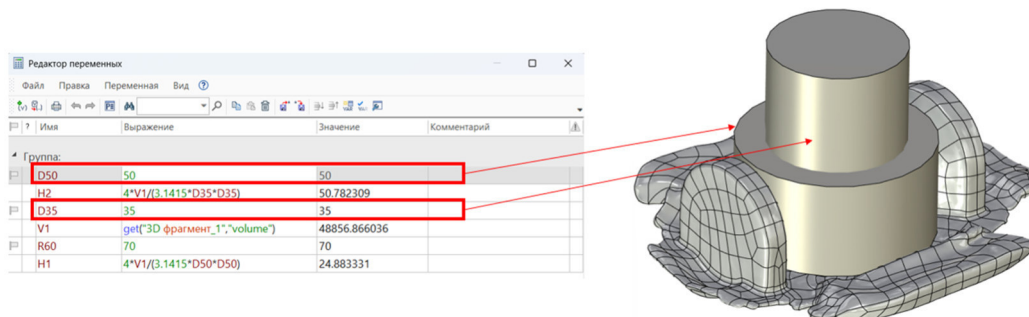 Редактор переменных
Файл Правка Переменная Вид
? Имя Выражение Значение Комментарий
Группа:
D50 50 50
H2 4*V1/(3.1415*D35*D35) 50.782309
D35 35 35
V1 get("3D фрагмент_1","volume") 48856.866036
R60 70 70
H1 4*V1/(3.1415*D50*D50) 24.883331